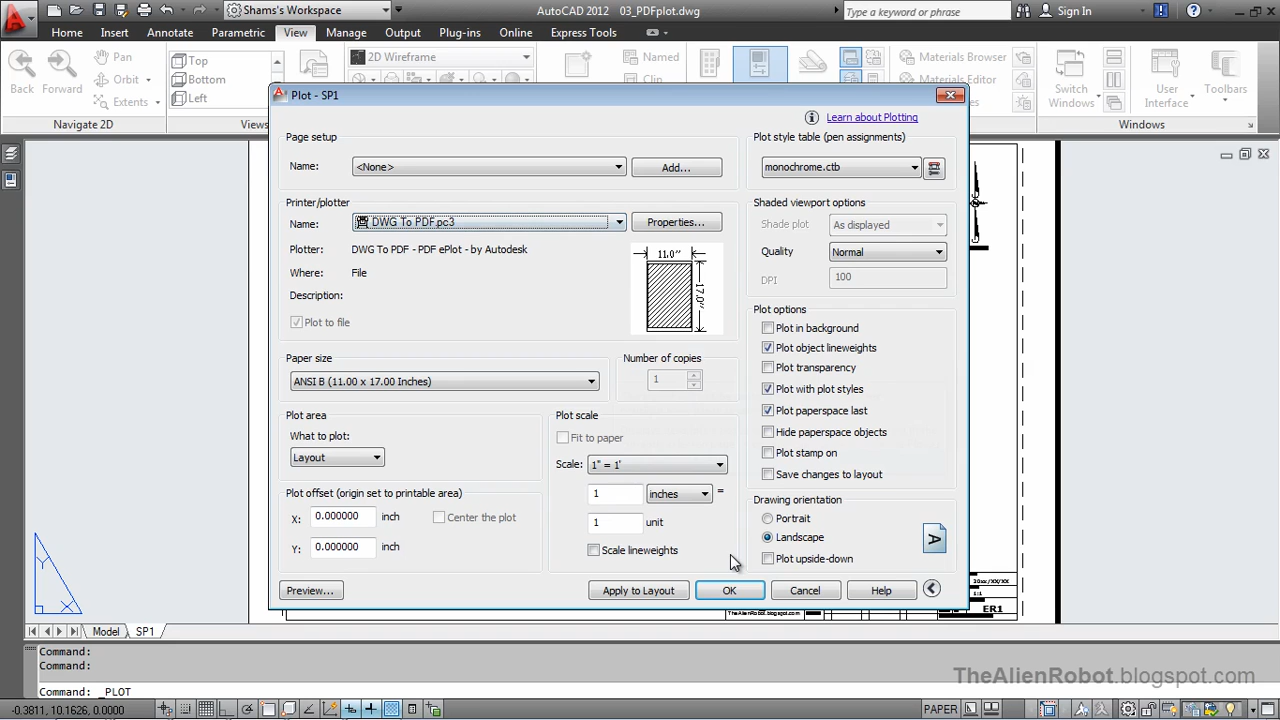 Shams's Workspace
AutoCAD 2012 03_PDFplot.dwg
Type a keyword or phrase
Sign In
Home Insert Annotate Parametric View Manage Output Plug-ins Online Express Tools
Back
Forward
Pan
Orbit
Extents
Navigate 2D
Top
Bottom
Left
Views
2D Wireframe
Clip
Materials Browser
Materials Editor
Switch
Windows
User
Interface
Toolbars
Windows
Plot - SP1
Learn about Plotting
Page setup
Name: <None> Add...
Printer/plotter
Name: DWG To PDF.pc3 Properties...
Plotter: DWG To PDF - PDF ePlot - by Autodesk
Where: File
Description:
Plot to file
11.0''
17.0''
Paper size
ANSI B (11.00 x 17.00 Inches)
Number of copies
1
Plot area
What to plot:
Layout
Plot offset (origin set to printable area)
X: 0.000000 inch
Center the plot
Y: 0.000000 inch
Plot scale
Fit to paper
Scale: 1" = 1'
1 inches =
1 unit
Scale lineweights
Plot style table (pen assignments)
monochrome.ctb
Shaded viewport options
Shade plot As displayed
Quality Normal
DPI 100
Plot options
Plot in background
Plot object lineweights
Plot transparency
Plot with plot styles
Plot paperspace last
Hide paperspace objects
Plot stamp on
Save changes to layout
Drawing orientation
Portrait
Landscape
Plot upside-down
A
Preview... Apply to Layout OK Cancel Help
20xx/XX/XX
ER1
TheAlienRobot.blogspot.com
Model SP1
Command:
Command:
Command: _PLOT
TheAlienRobot.blogspot.com
-0.3811, 10.1626, 0.0000
PAPER